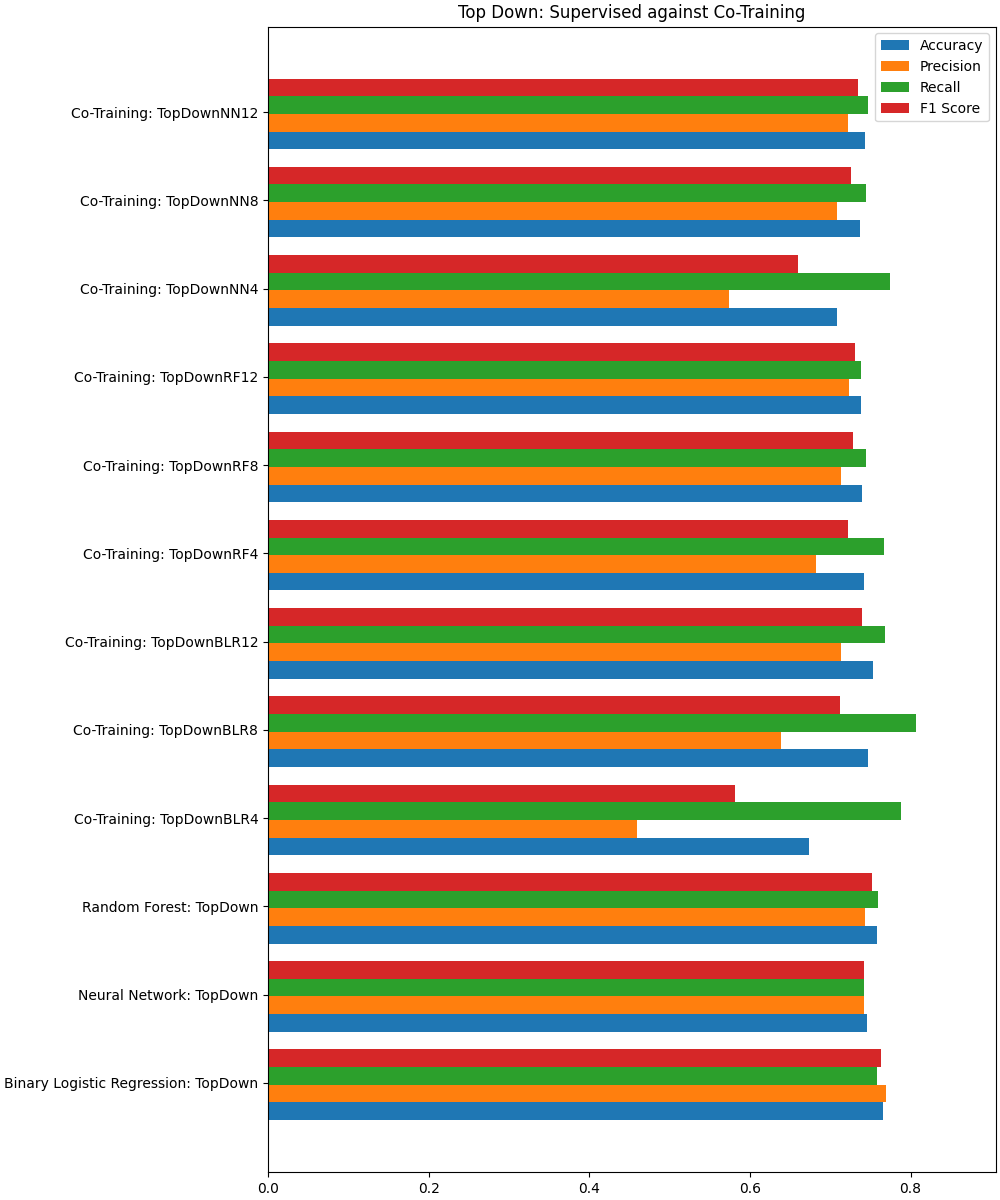 Top Down: Supervised against Co-Training
Accuracy
Precision
Recall
F1 Score
Co-Training: TopDownNN12
Co-Training: TopDownNN8
Co-Training: TopDownNN4
Co-Training: TopDownRF12
Co-Training: TopDownRF8
Co-Training: TopDownRF4
Co-Training: TopDownBLR12
Co-Training: TopDownBLR8
Co-Training: TopDownBLR4
Random Forest: TopDown
Neural Network: TopDown
Binary Logistic Regression: TopDown
0.0 0.2 0.4 0.6 0.8